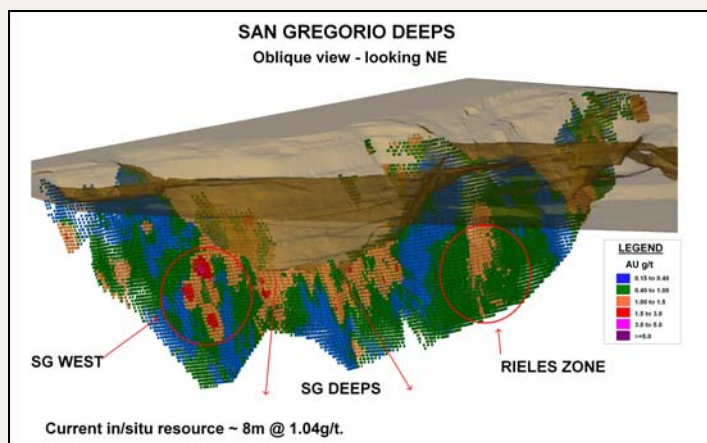 SAN GREGORIO DEEPS
Oblique view - looking NE
LEGEND
AU g/t
0.15 to 0.40
0.40 to 1.00
1.00 to 1.5
1.5 to 3.0
3.0 to 5.0
>=5.0
SG WEST
SG DEEPS
RIELES ZONE
Current in/situ resource ~ 8m @ 1.04g/t.